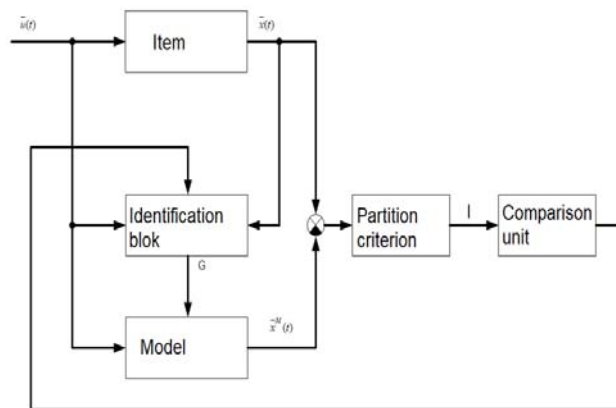 ū(t)
Item
x̄(t)
Identification
blok
G
Model
x̄ᴹ(t)
Partition
criterion
I
Comparison
unit